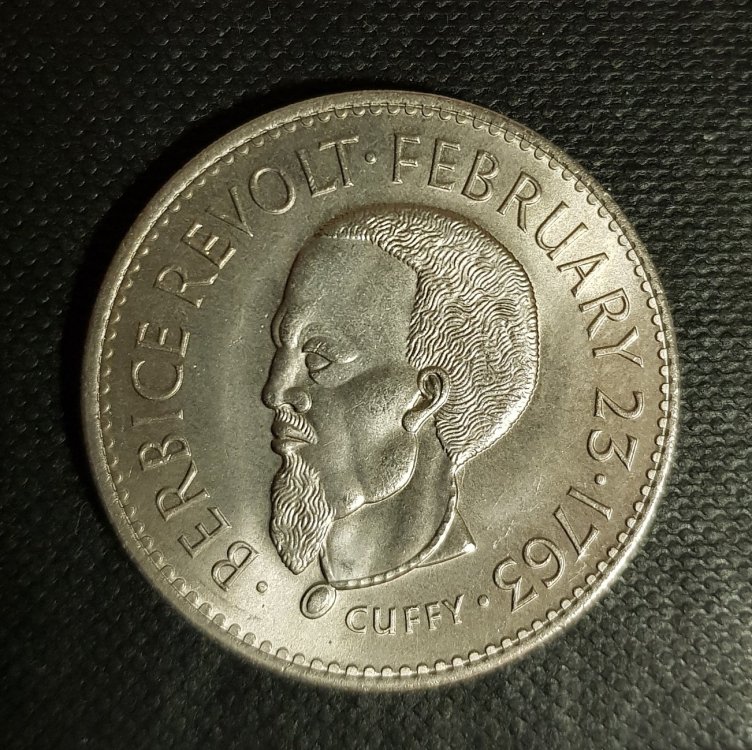 · BERBICE REVOLT · FEBRUARY 23 · 1763 ·
CUFFY